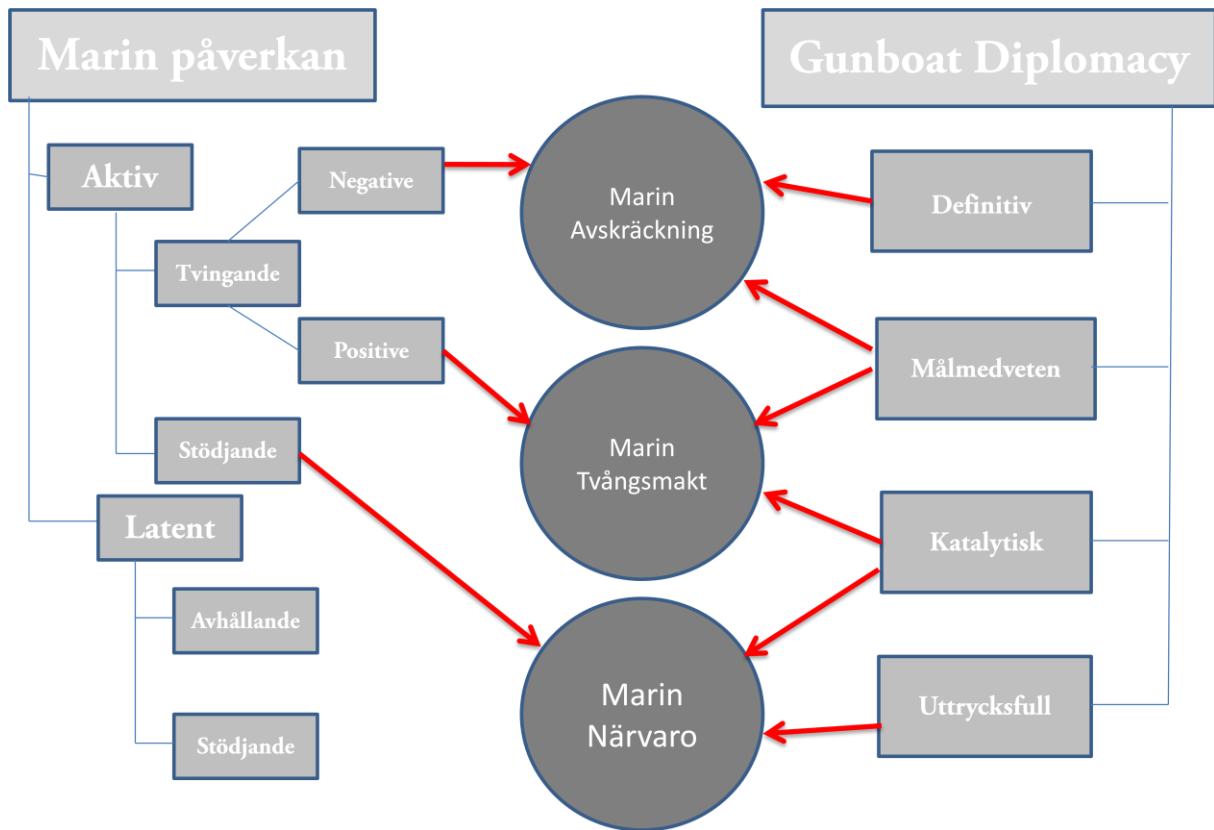 Marin påverkan
Aktiv
Negative
Tvingande
Positive
Stödjande
Latent
Avhållande
Stödjande
Marin
Avskräckning
Marin
Tvångsmakt
Marin
Närvaro
Gunboat Diplomacy
Definitiv
Målmedveten
Katalytisk
Uttrycksfull